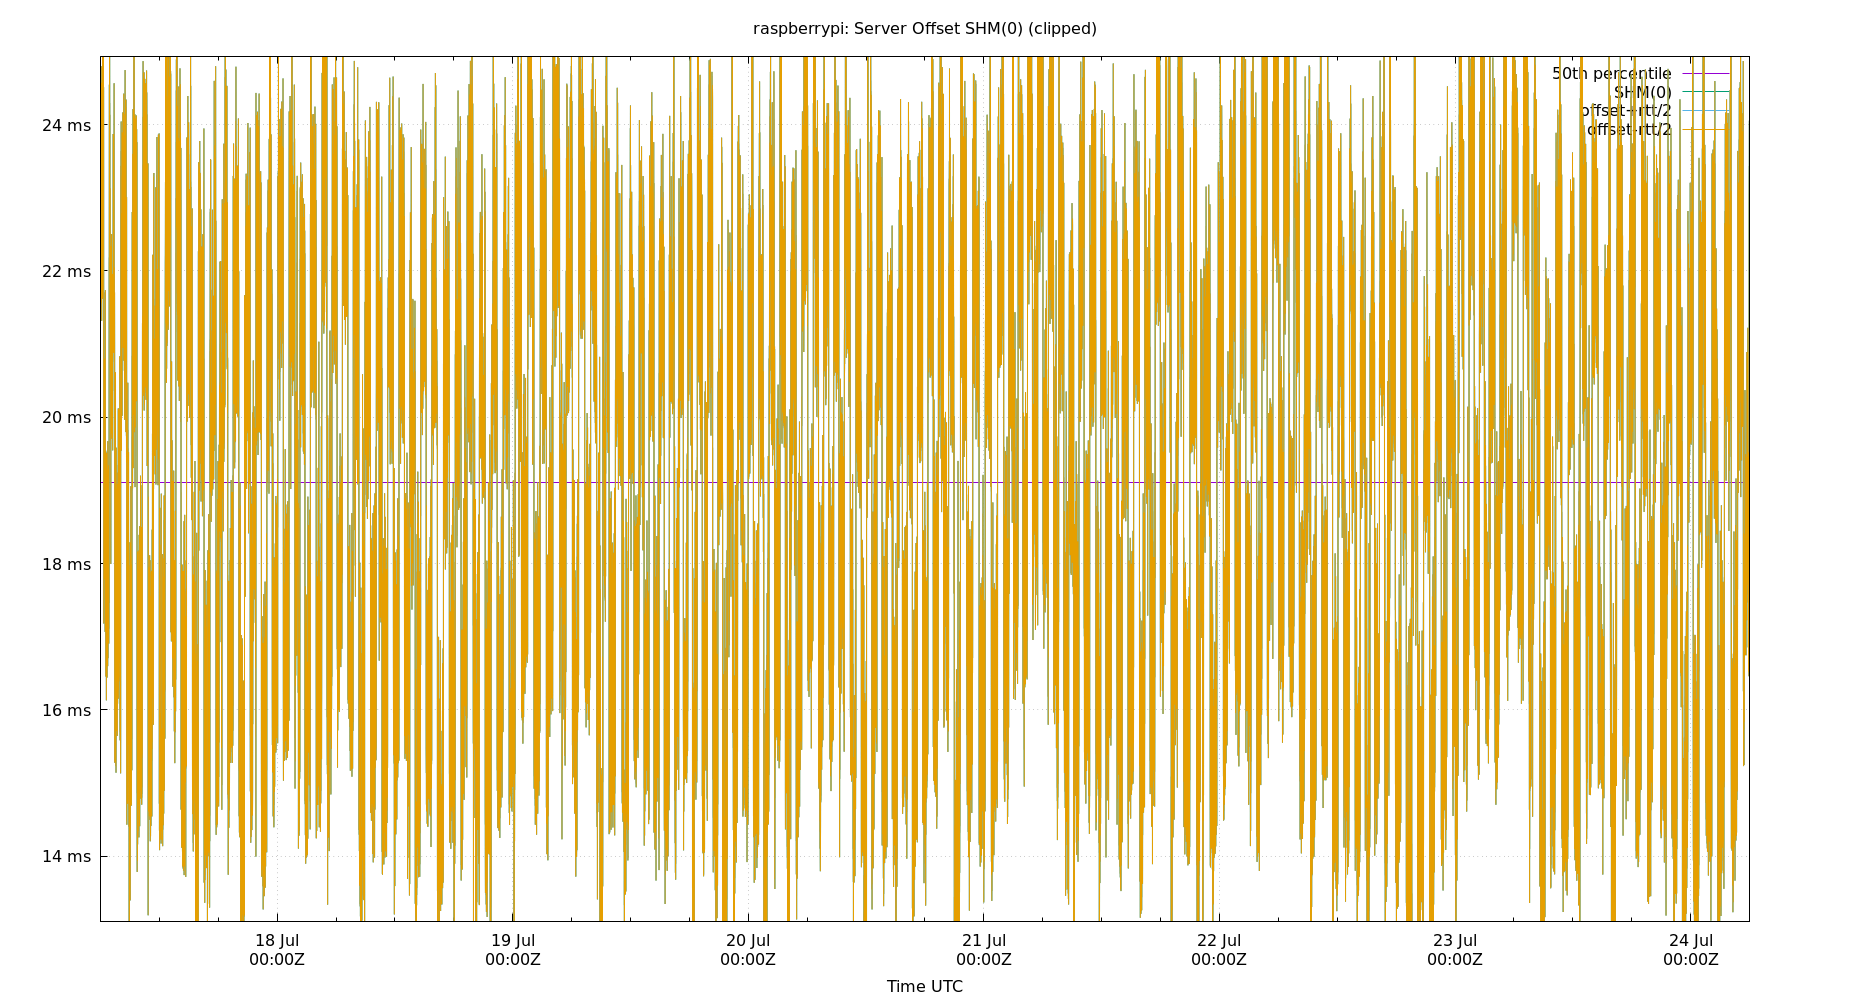 raspberrypi: Server Offset SHM(0) (clipped)
50th percentile
SHM(0)
offset+rtt/2
offset-rtt/2
24 ms
22 ms
20 ms
18 ms
16 ms
14 ms
18 Jul
00:00Z
19 Jul
00:00Z
20 Jul
00:00Z
21 Jul
00:00Z
22 Jul
00:00Z
23 Jul
00:00Z
24 Jul
00:00Z
Time UTC